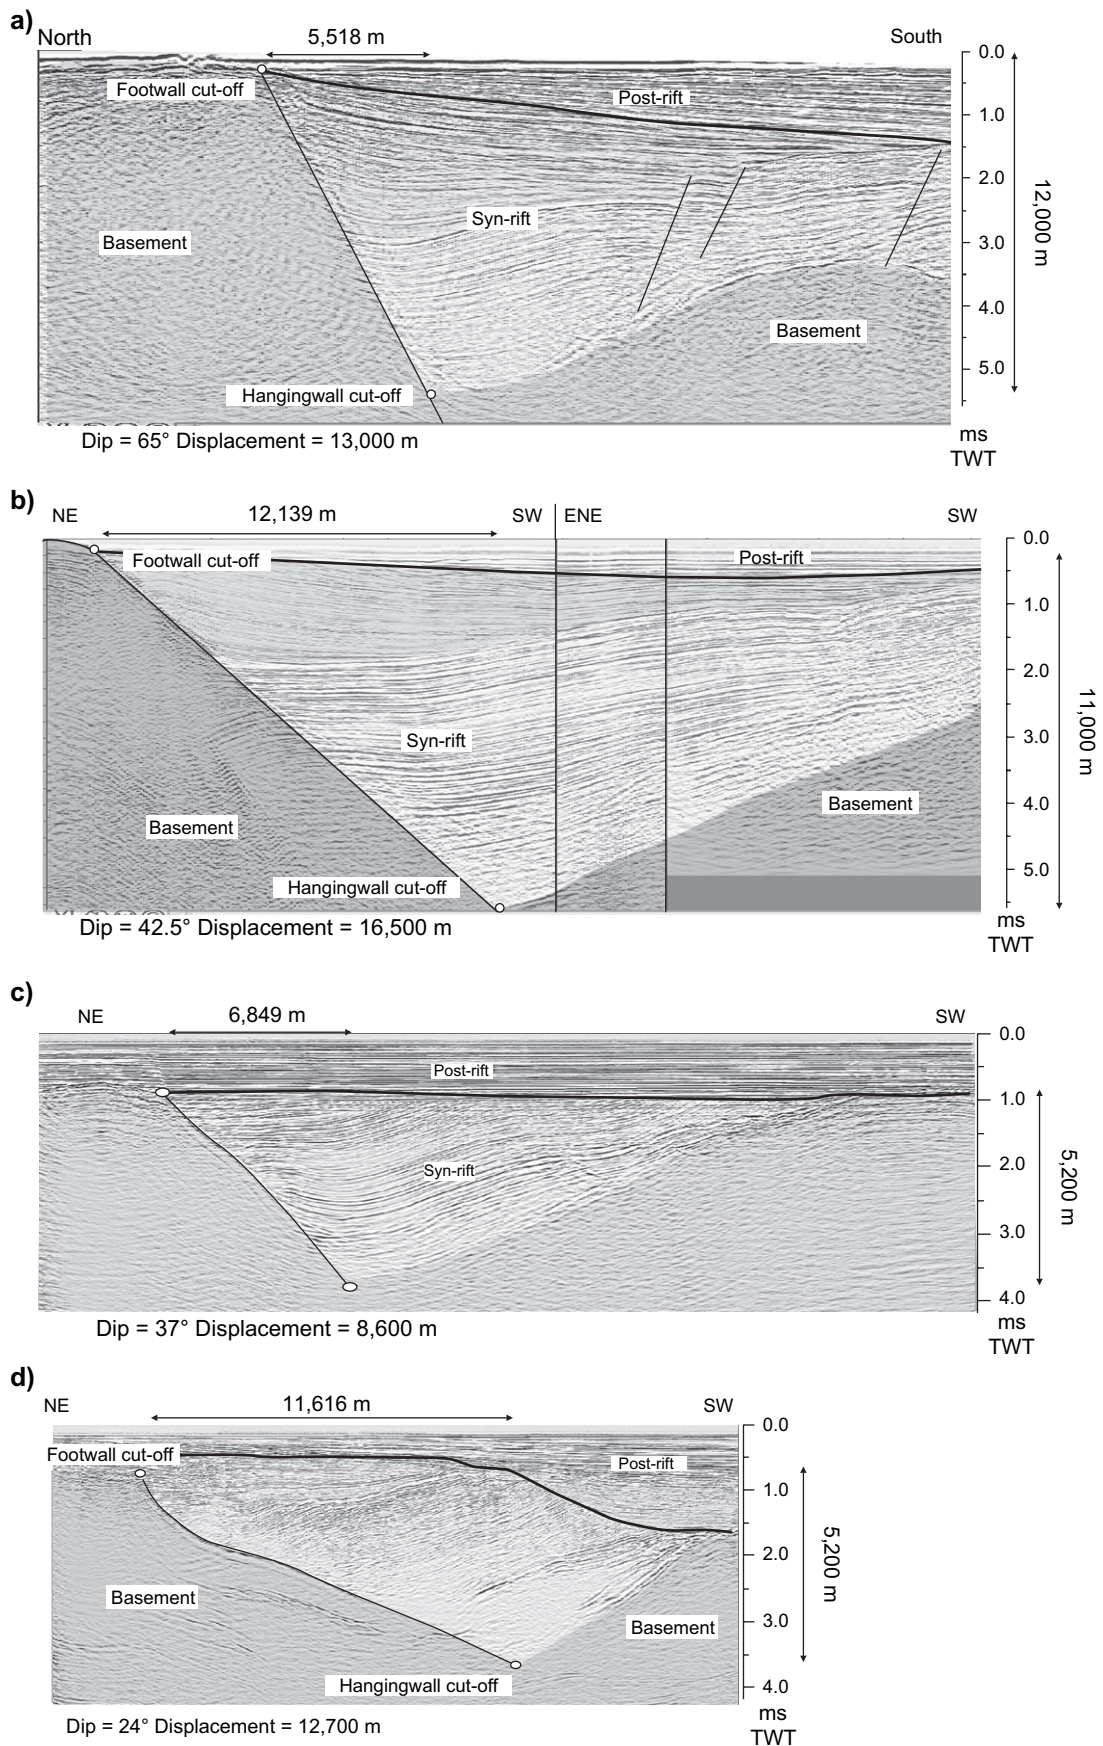 a)
North
5,518 m
South
0.0
Footwall cut-off
Post-rift
1.0
2.0
Syn-rift
12,000 m
Basement
3.0
4.0
Basement
5.0
Hangingwall cut-off
ms
TWT
Dip = 65° Displacement = 13,000 m
b)
NE
12,139 m
SW
ENE
SW
0.0
Footwall cut-off
Post-rift
1.0
2.0
11,000 m
Syn-rift
3.0
Basement
4.0
Basement
5.0
Hangingwall cut-off
ms
TWT
Dip = 42.5° Displacement = 16,500 m
c)
NE
6,849 m
SW
0.0
Post-rift
1.0
Syn-rift
2.0
5,200 m
3.0
4.0
ms
TWT
Dip = 37° Displacement = 8,600 m
d)
NE
11,616 m
SW
0.0
Footwall cut-off
Post-rift
1.0
2.0
5,200 m
Basement
3.0
Basement
Hangingwall cut-off
4.0
ms
TWT
Dip = 24° Displacement = 12,700 m